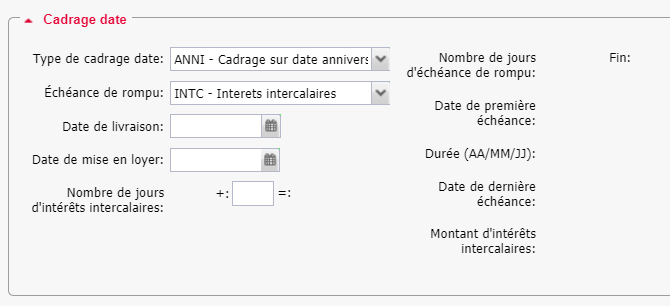 Cadrage date
Type de cadrage date: ANNI - Cadrage sur date annivers
Échéance de rompu: INTC - Interets intercalaires
Date de livraison:
Date de mise en loyer:
Nombre de jours
d'intérêts intercalaires: +: =:
Nombre de jours
d'échéance de rompu:
Fin:
Date de première
échéance:
Durée (AA/MM/JJ):
Date de dernière
échéance:
Montant d'intérêts
intercalaires: